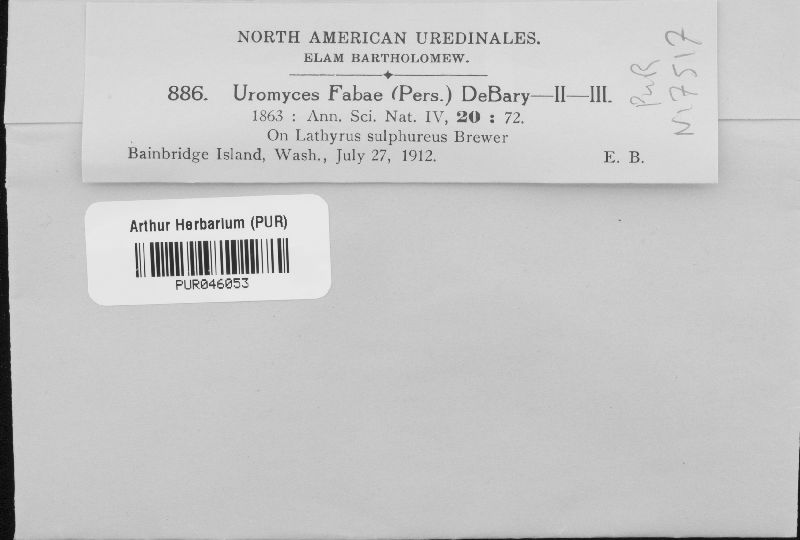 NORTH AMERICAN UREDINALES.
ELAM BARTHOLOMEW.
886. Uromyces Fabae (Pers.) DeBary—II—III.
1863 : Ann. Sci. Nat. IV, 20 : 72.
On Lathyrus sulphureus Brewer
Bainbridge Island, Wash., July 27, 1912. E. B.
PUR
N17517
Arthur Herbarium (PUR)
PUR046053